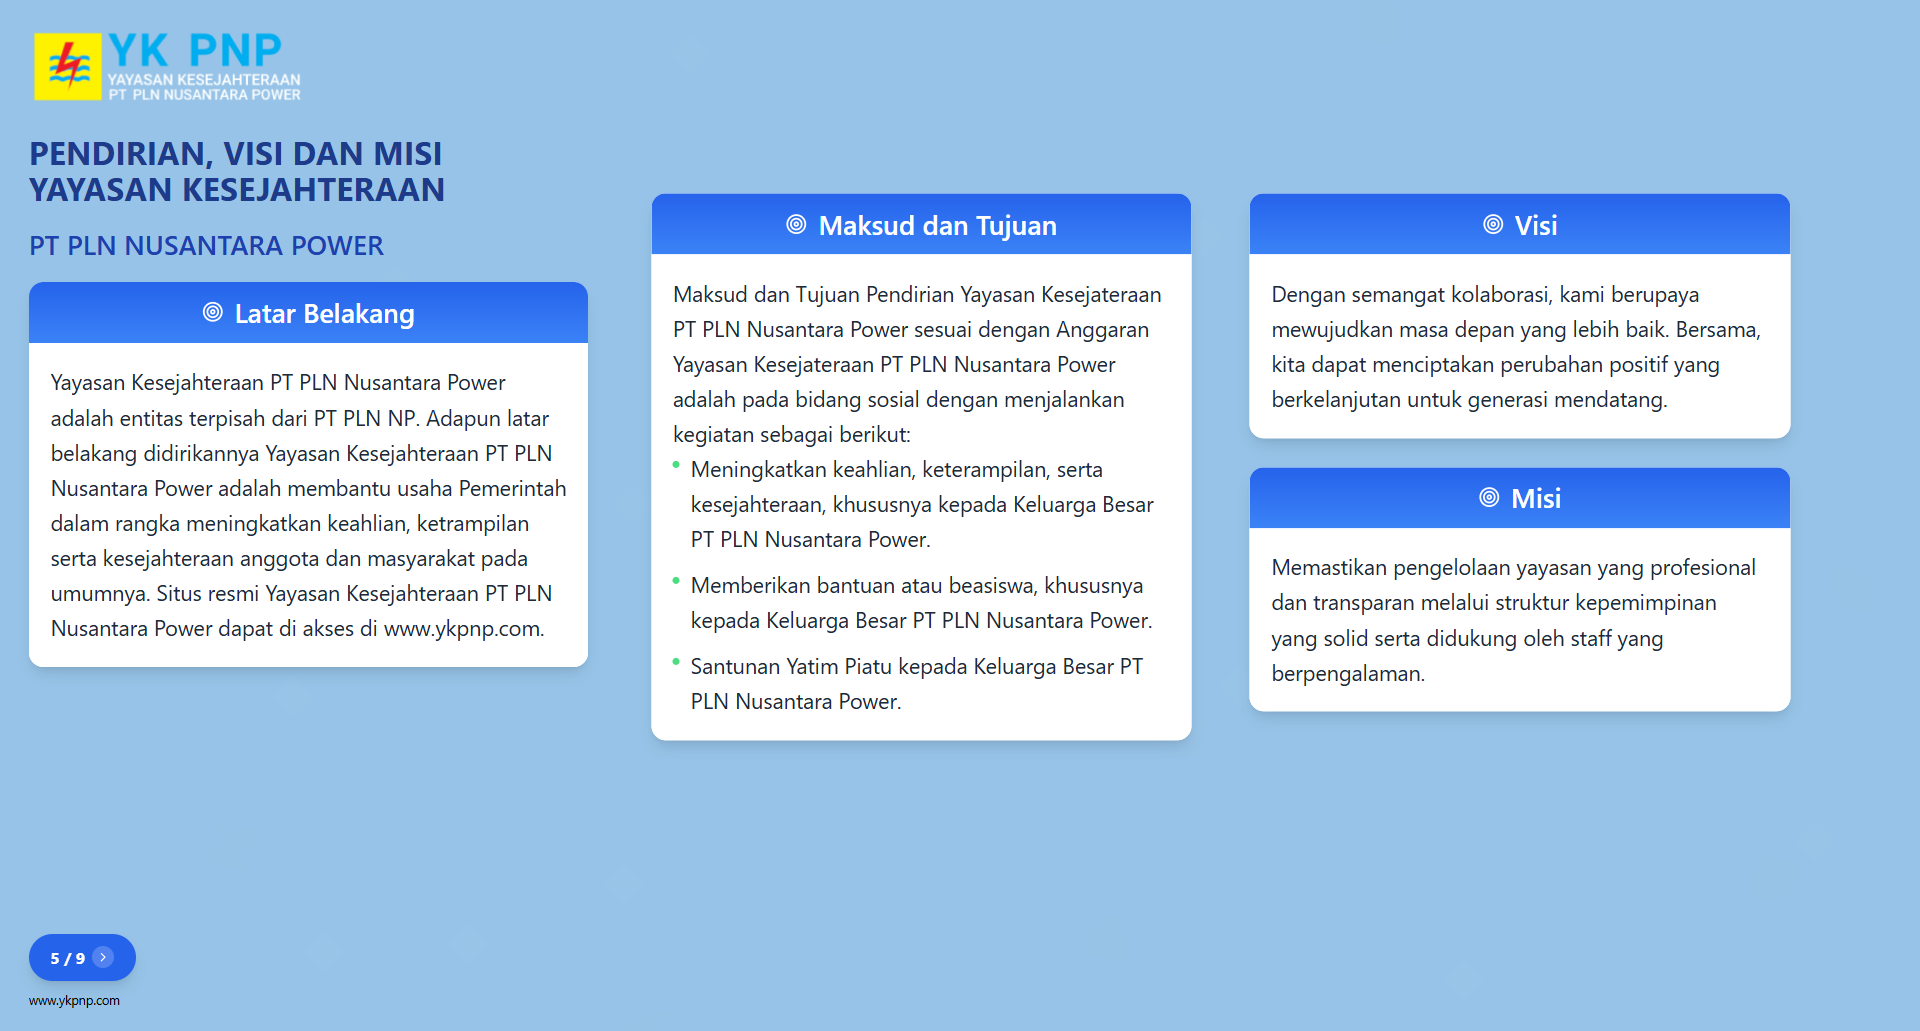 YK PNP
YAYASAN KESEJAHTERAAN
PT PLN NUSANTARA POWER
PENDIRIAN, VISI DAN MISI
YAYASAN KESEJAHTERAAN
PT PLN NUSANTARA POWER
Latar Belakang
Yayasan Kesejahteraan PT PLN Nusantara Power
adalah entitas terpisah dari PT PLN NP. Adapun latar
belakang didirikannya Yayasan Kesejahteraan PT PLN
Nusantara Power adalah membantu usaha Pemerintah
dalam rangka meningkatkan keahlian, ketrampilan
serta kesejahteraan anggota dan masyarakat pada
umumnya. Situs resmi Yayasan Kesejahteraan PT PLN
Nusantara Power dapat di akses di www.ykpnp.com.
Maksud dan Tujuan
Maksud dan Tujuan Pendirian Yayasan Kesejateraan
PT PLN Nusantara Power sesuai dengan Anggaran
Yayasan Kesejateraan PT PLN Nusantara Power
adalah pada bidang sosial dengan menjalankan
kegiatan sebagai berikut:
• Meningkatkan keahlian, keterampilan, serta
kesejahteraan, khususnya kepada Keluarga Besar
PT PLN Nusantara Power.
• Memberikan bantuan atau beasiswa, khususnya
kepada Keluarga Besar PT PLN Nusantara Power.
• Santunan Yatim Piatu kepada Keluarga Besar PT
PLN Nusantara Power.
Visi
Dengan semangat kolaborasi, kami berupaya
mewujudkan masa depan yang lebih baik. Bersama,
kita dapat menciptakan perubahan positif yang
berkelanjutan untuk generasi mendatang.
Misi
Memastikan pengelolaan yayasan yang profesional
dan transparan melalui struktur kepemimpinan
yang solid serta didukung oleh staff yang
berpengalaman.
5 / 9
www.ykpnp.com